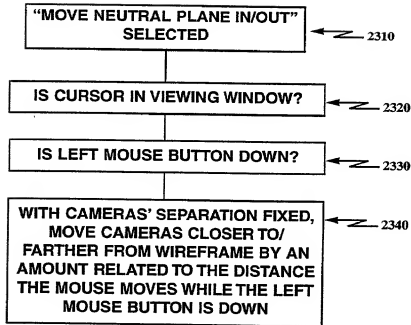 “MOVE NEUTRAL PLANE IN/OUT”
SELECTED
2310
IS CURSOR IN VIEWING WINDOW?
2320
IS LEFT MOUSE BUTTON DOWN?
2330
WITH CAMERAS’ SEPARATION FIXED,
MOVE CAMERAS CLOSER TO/
FARTHER FROM WIREFRAME BY AN
AMOUNT RELATED TO THE DISTANCE
THE MOUSE MOVES WHILE THE LEFT
MOUSE BUTTON IS DOWN
2340